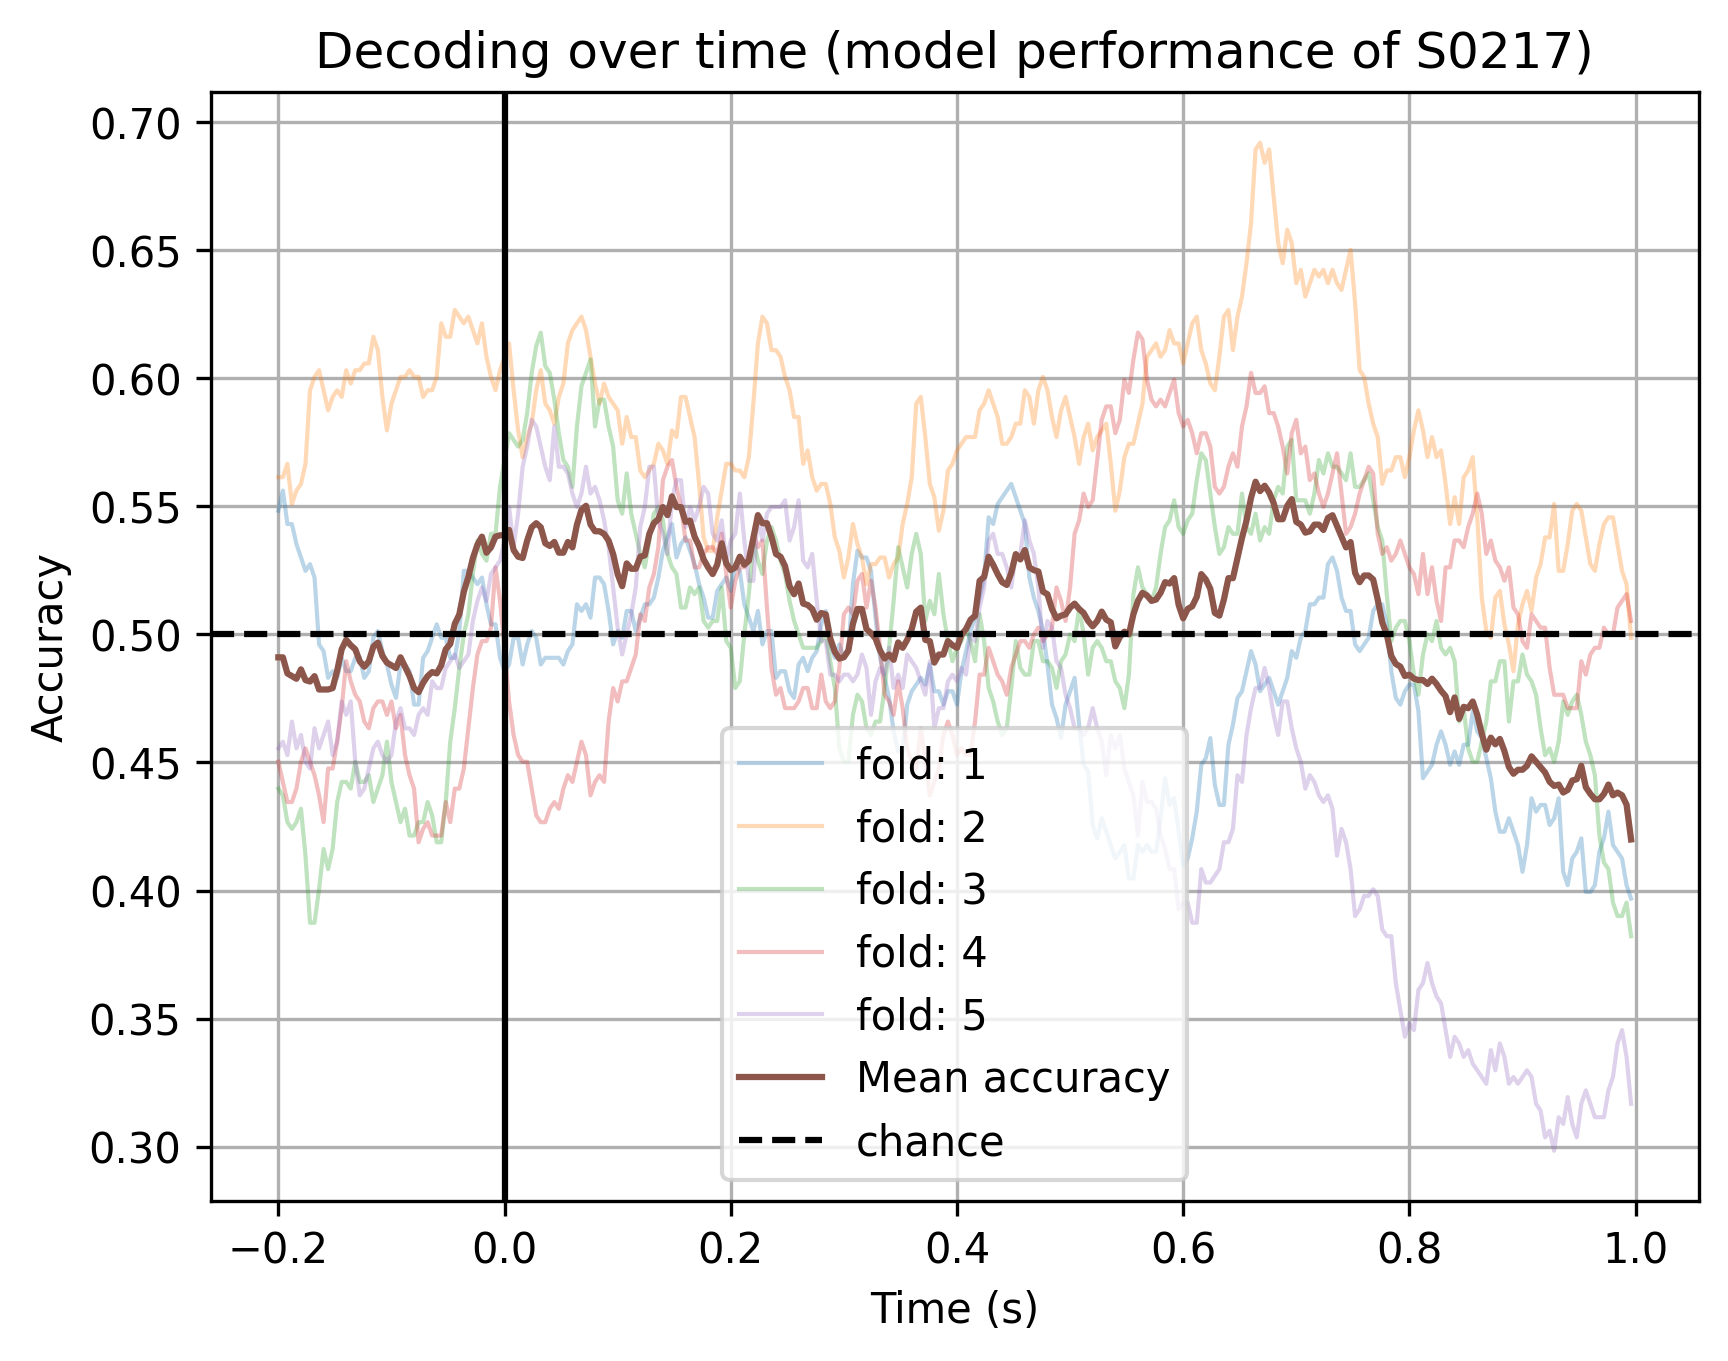 Decoding over time (model performance of S0217)
Accuracy
0.70
0.65
0.60
0.55
0.50
0.45
0.40
0.35
0.30
fold: 1
fold: 2
fold: 3
fold: 4
fold: 5
Mean accuracy
chance
−0.2 0.0 0.2 0.4 0.6 0.8 1.0
Time (s)